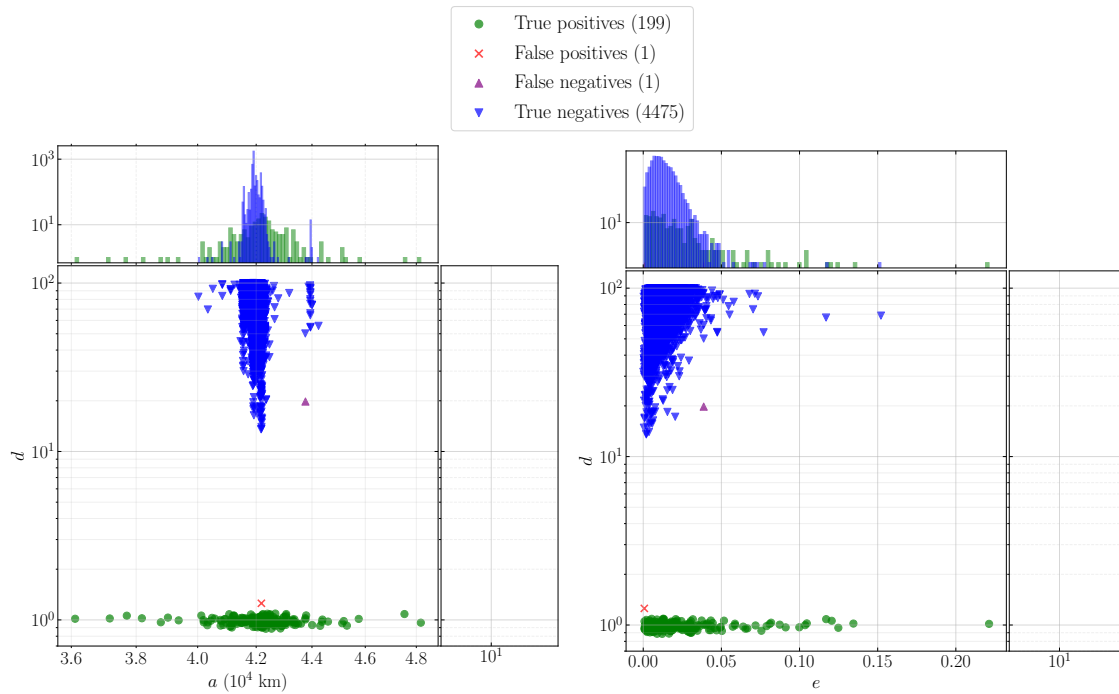 True positives (199)
False positives (1)
False negatives (1)
True negatives (4475)
10³
10¹
10²
10¹
10⁰
d
3.6
4.0
4.2
4.4
4.6
4.8
10¹
a (10⁴ km)
10¹
10²
10¹
10⁰
d
0.00
0.05
0.10
0.15
0.20
10¹
e